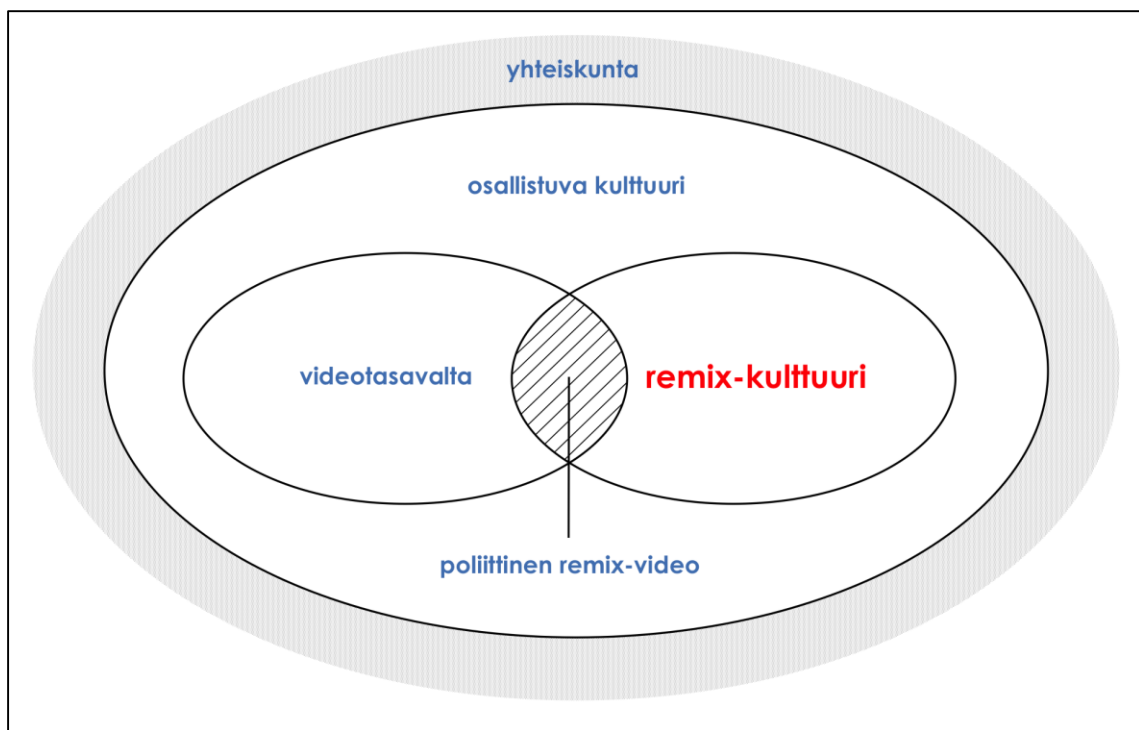 yhteiskunta
osallistuva kulttuuri
videotasavalta
remix-kulttuuri
poliittinen remix-video